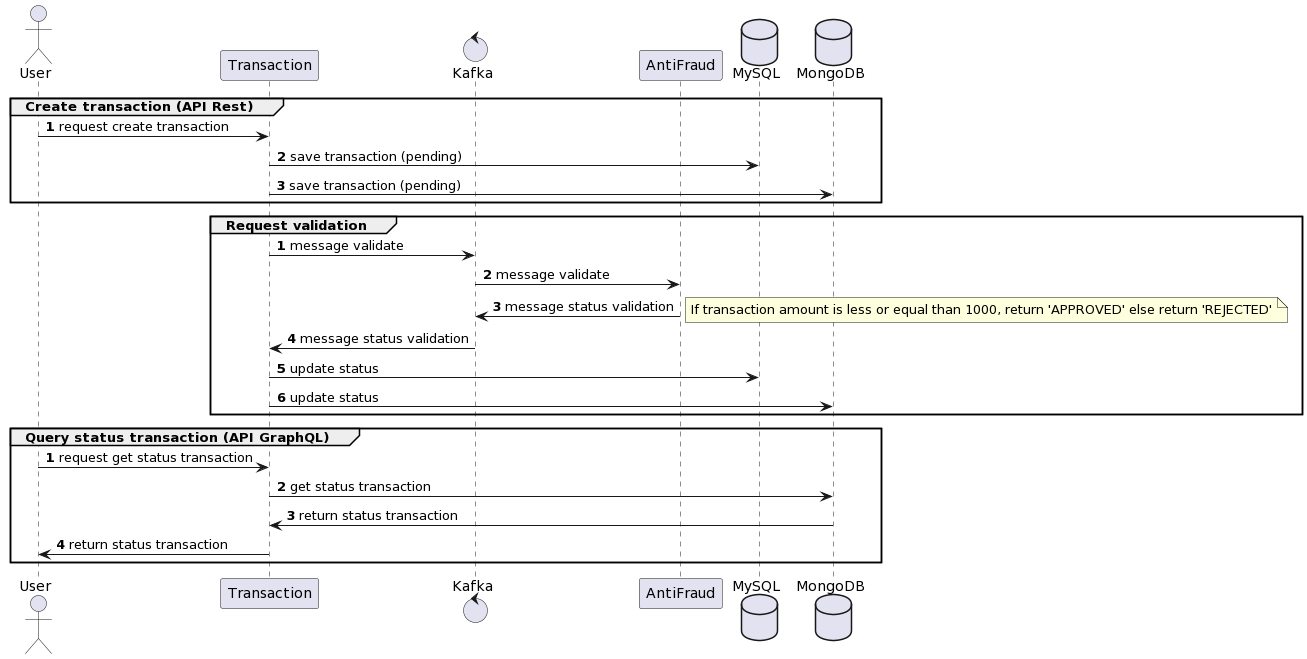 User
Transaction
Kafka
AntiFraud
MySQL
MongoDB
Create transaction (API Rest)
1 request create transaction
2 save transaction (pending)
3 save transaction (pending)
Request validation
1 message validate
2 message validate
3 message status validation
If transaction amount is less or equal than 1000, return 'APPROVED' else return 'REJECTED'
4 message status validation
5 update status
6 update status
Query status transaction (API GraphQL)
1 request get status transaction
2 get status transaction
3 return status transaction
4 return status transaction
User
Transaction
Kafka
AntiFraud
MySQL
MongoDB